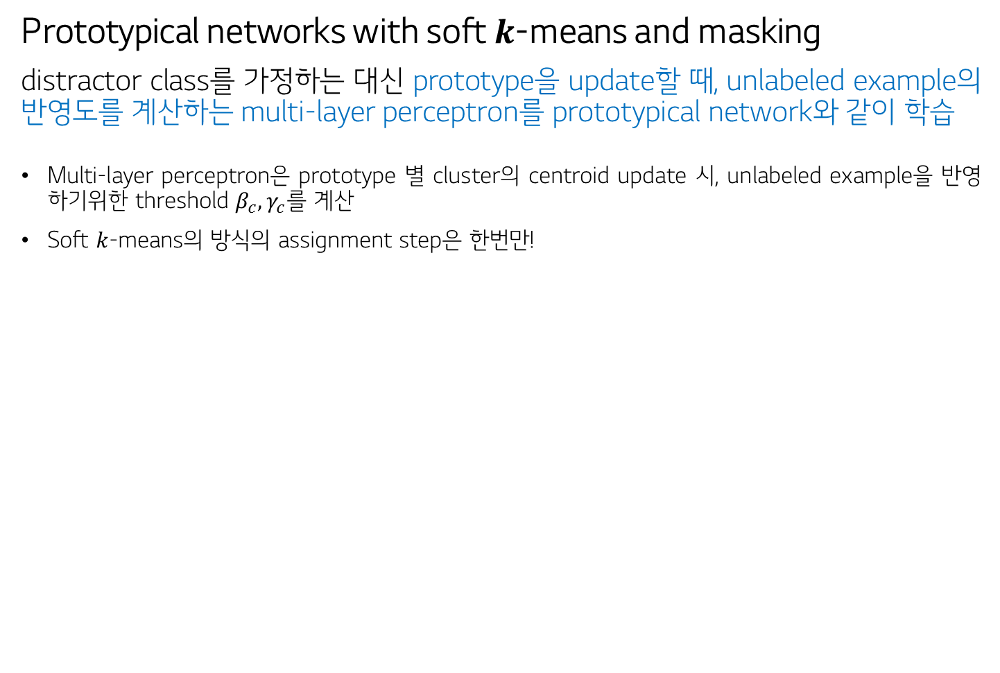 Prototypical networks with soft k-means and masking
distractor class를 가정하는 대신 prototype을 update할 때, unlabeled example의
반영도를 계산하는 multi-layer perceptron를 prototypical network와 같이 학습
• Multi-layer perceptron은 prototype 별 cluster의 centroid update 시, unlabeled example을 반영
하기위한 threshold β_c, γ_c를 계산
• Soft k-means의 방식의 assignment step은 한번만!